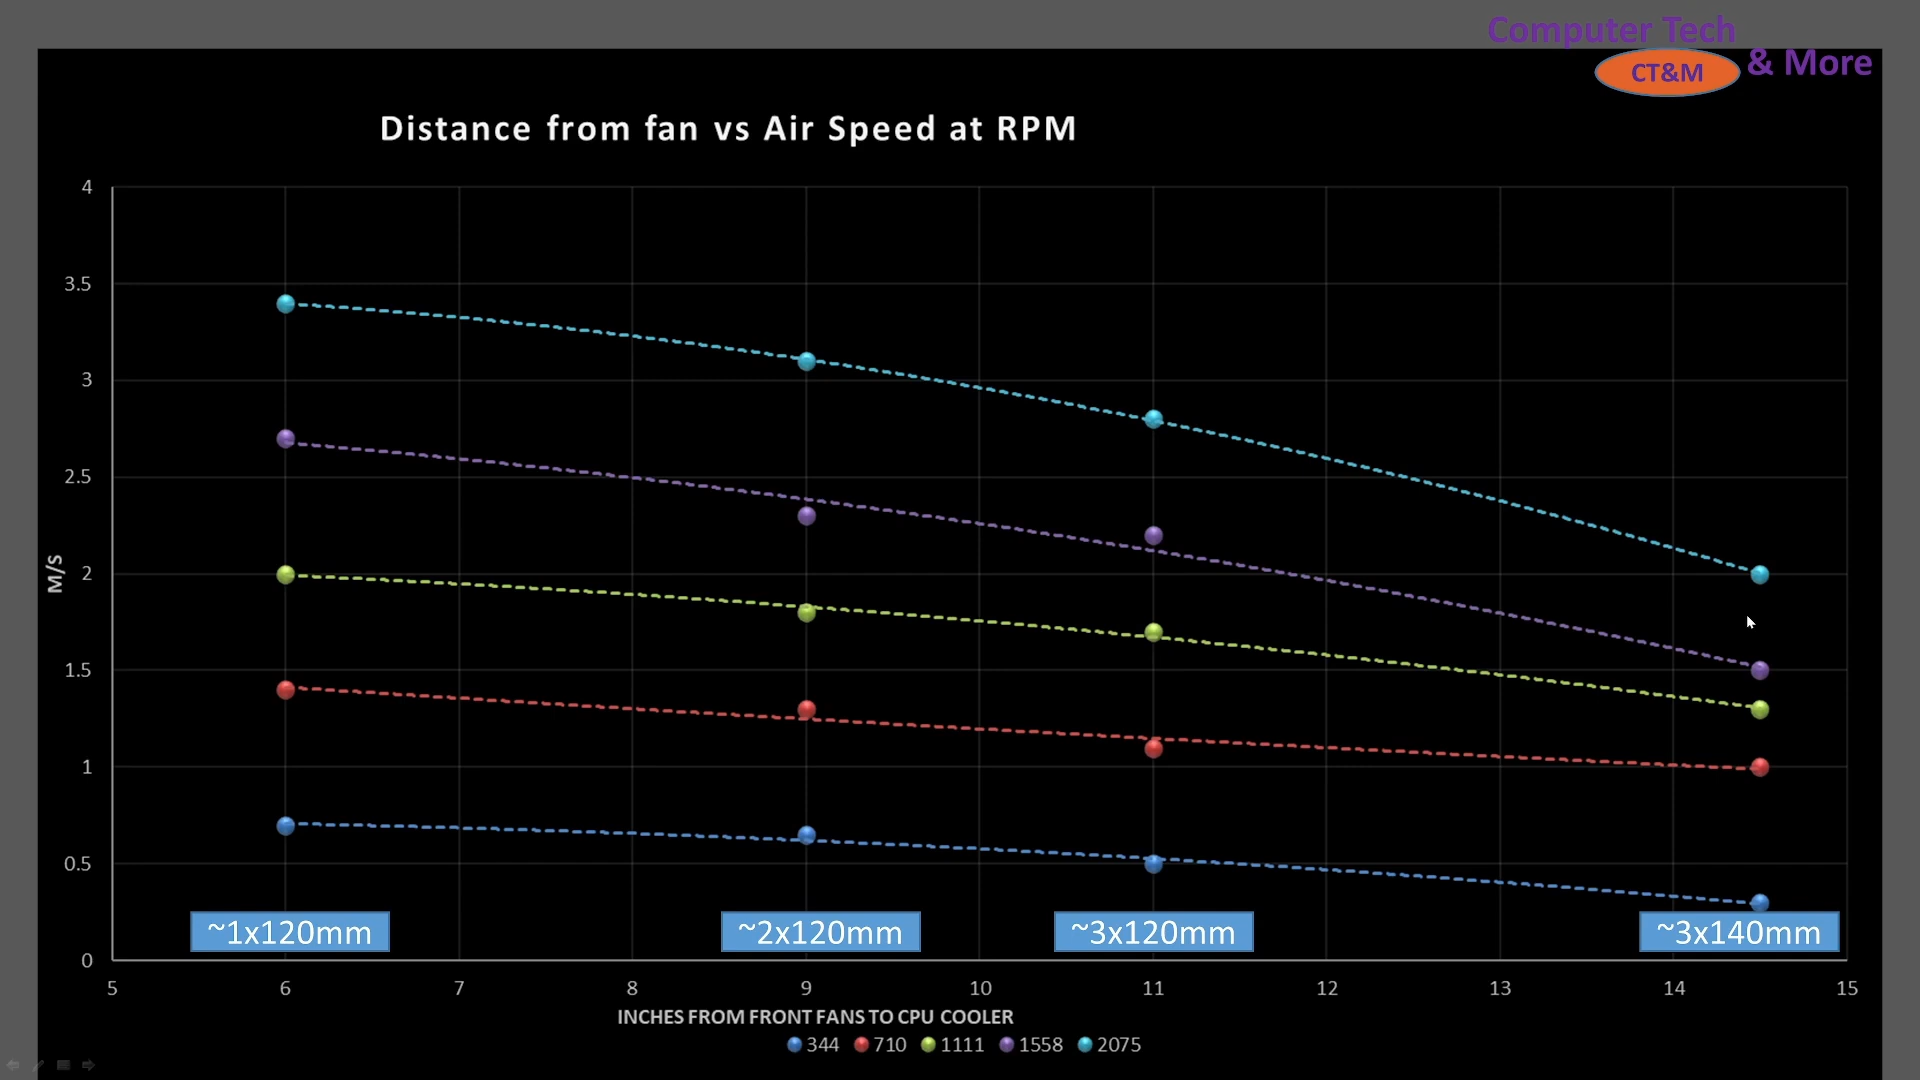 Computer Tech
& More
CT&M
Distance from fan vs Air Speed at RPM
4
3.5
3
2.5
2
1.5
1
0.5
0
M/S
~1x120mm ~2x120mm ~3x120mm ~3x140mm
5 6 7 8 9 10 11 12 13 14 15
INCHES FROM FRONT FANS TO CPU COOLER
344 710 1111 1558 2075